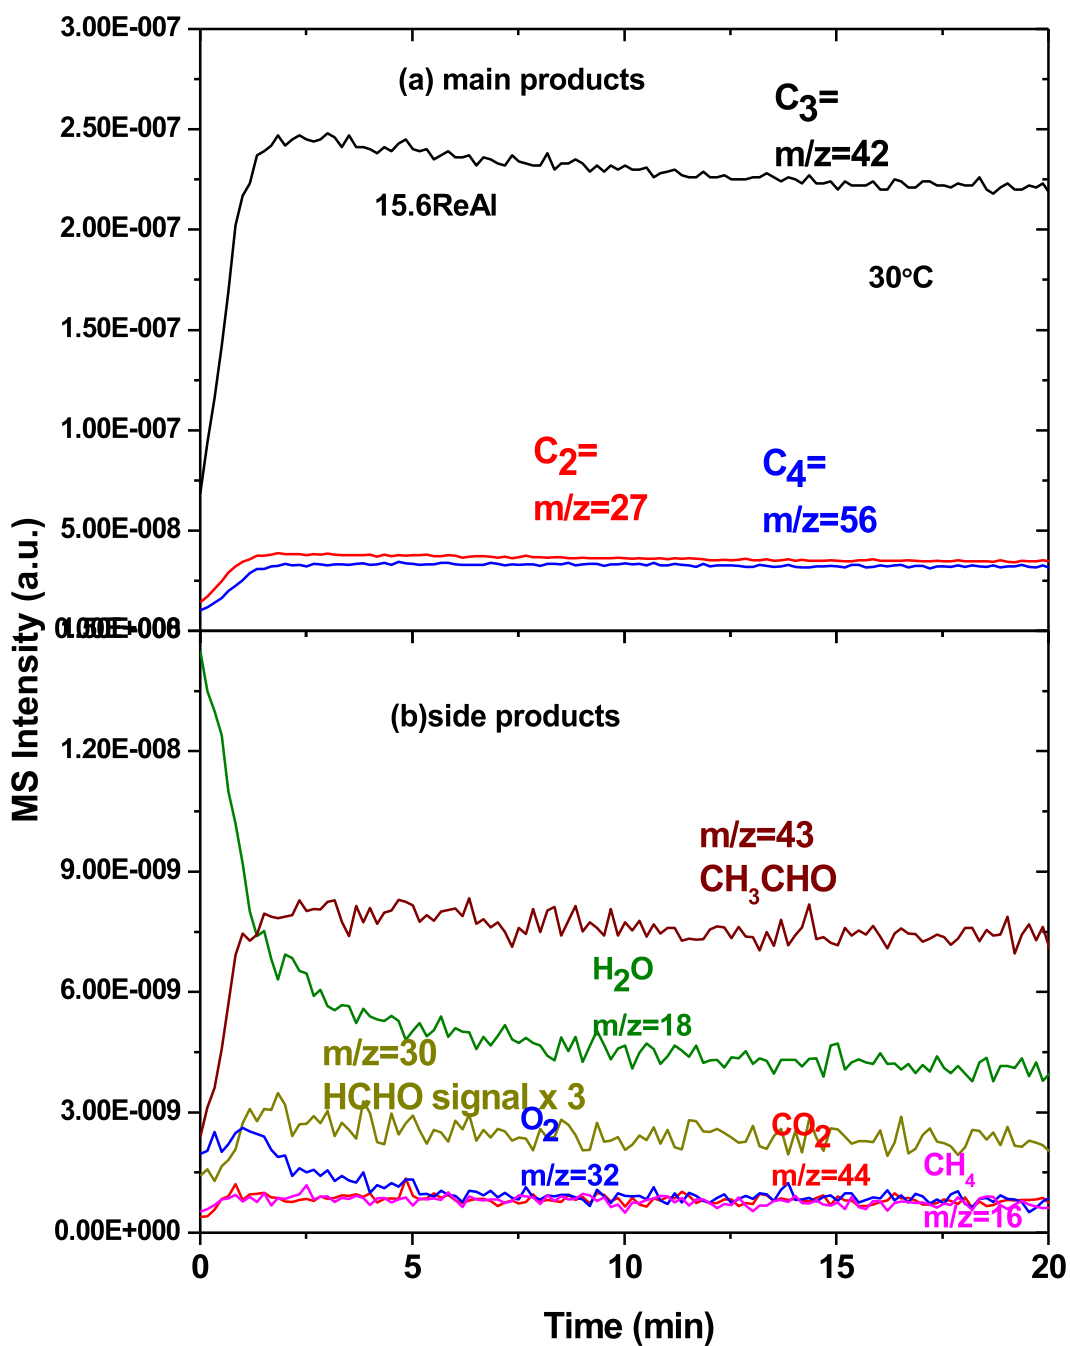 3.00E-007
(a) main products
C3=
m/z=42
2.50E-007
15.6ReAl
2.00E-007
30°C
1.50E-007
1.00E-007
C2=
m/z=27
C4=
m/z=56
5.00E-008
MS Intensity (a.u.)
(b)side products
1.20E-008
m/z=43
CH3CHO
9.00E-009
H2O
m/z=18
6.00E-009
m/z=30
HCHO signal x 3
3.00E-009
O2
m/z=32
CO2
m/z=44
CH4
m/z=16
0.00E+000
0 5 10 15 20
Time (min)